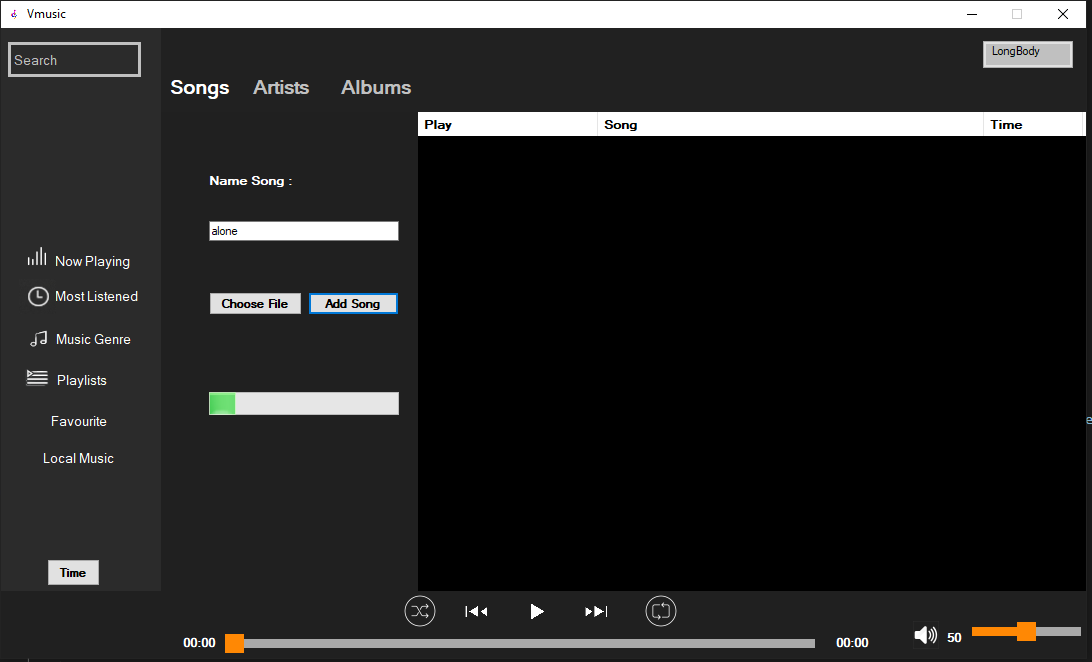 Vmusic
Search
LongBody
Songs Artists Albums
Play Song Time
Name Song :
alone
Choose File Add Song
Now Playing
Most Listened
Music Genre
Playlists
Favourite
Local Music
Time
00:00 00:00 50